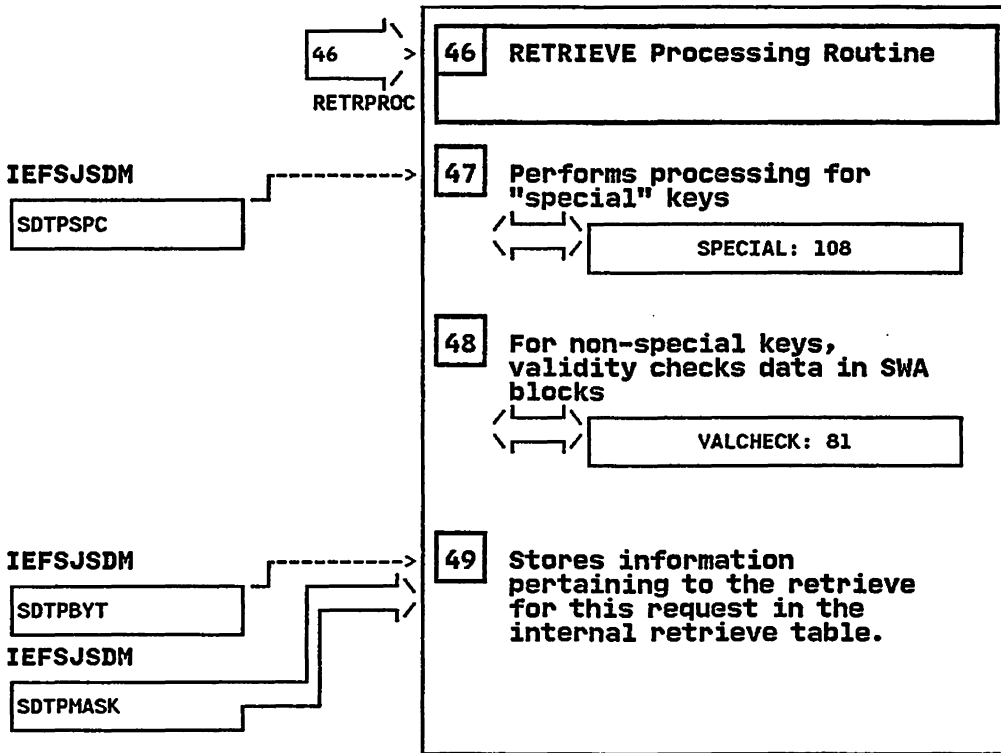 46
RETRPROC
46 RETRIEVE Processing Routine
IEFSJSDM
SDTPSPC
47 Performs processing for
"special" keys
SPECIAL: 108
48 For non-special keys,
validity checks data in SWA
blocks
VALCHECK: 81
IEFSJSDM
SDTPBYT
IEFSJSDM
SDTPMASK
49 Stores information
pertaining to the retrieve
for this request in the
internal retrieve table.